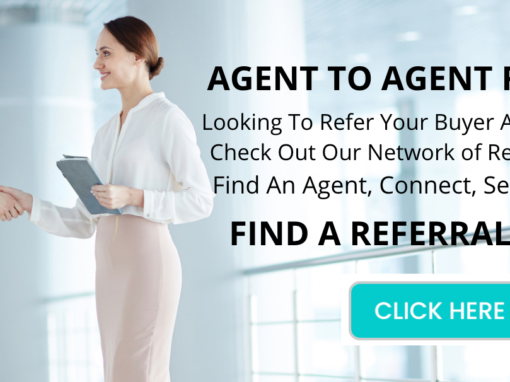 AGENT TO AGENT
Looking To Refer Your Buyer
Check Out Our Network of
Find An Agent, Connect,
FIND A REFERRAL
CLICK HERE